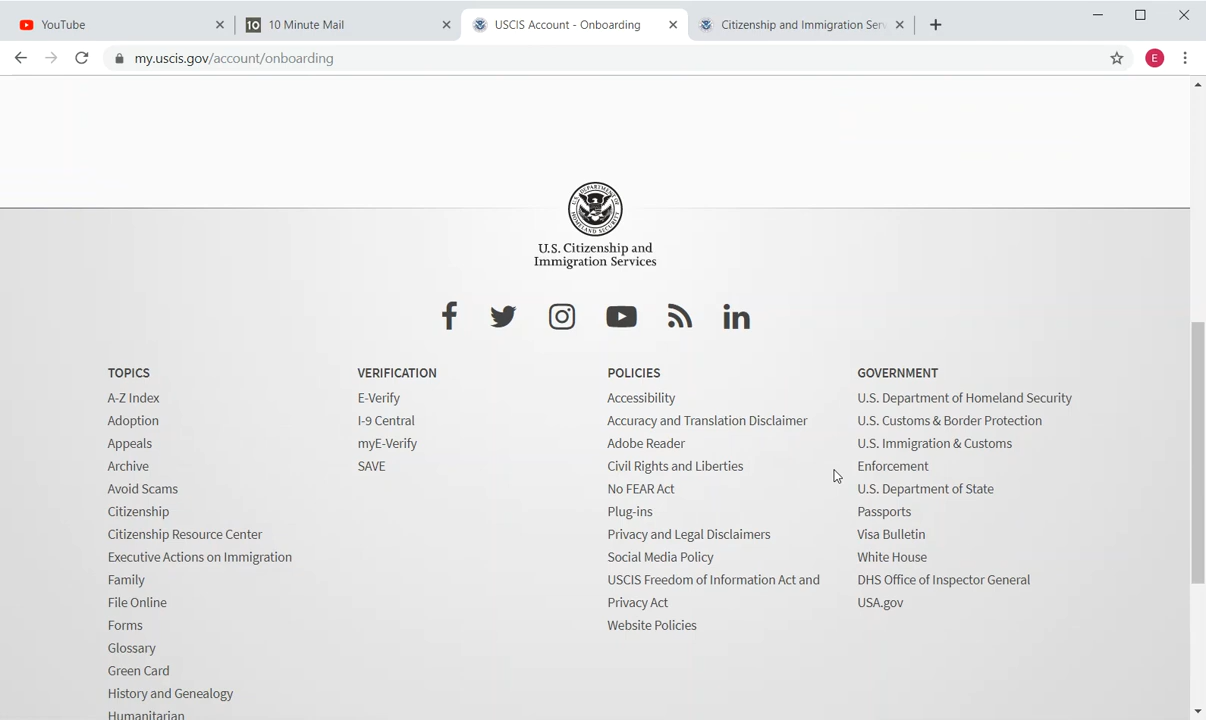 YouTube
10 10 Minute Mail
USCIS Account - Onboarding
Citizenship and Immigration Serv
my.uscis.gov/account/onboarding
E
U.S. DEPARTMENT OF
HOMELAND SECURITY
U.S. Citizenship and
Immigration Services
TOPICS
A-Z Index
Adoption
Appeals
Archive
Avoid Scams
Citizenship
Citizenship Resource Center
Executive Actions on Immigration
Family
File Online
Forms
Glossary
Green Card
History and Genealogy
Humanitarian
VERIFICATION
E-Verify
I-9 Central
myE-Verify
SAVE
POLICIES
Accessibility
Accuracy and Translation Disclaimer
Adobe Reader
Civil Rights and Liberties
No FEAR Act
Plug-ins
Privacy and Legal Disclaimers
Social Media Policy
USCIS Freedom of Information Act and
Privacy Act
Website Policies
GOVERNMENT
U.S. Department of Homeland Security
U.S. Customs & Border Protection
U.S. Immigration & Customs
Enforcement
U.S. Department of State
Passports
Visa Bulletin
White House
DHS Office of Inspector General
USA.gov